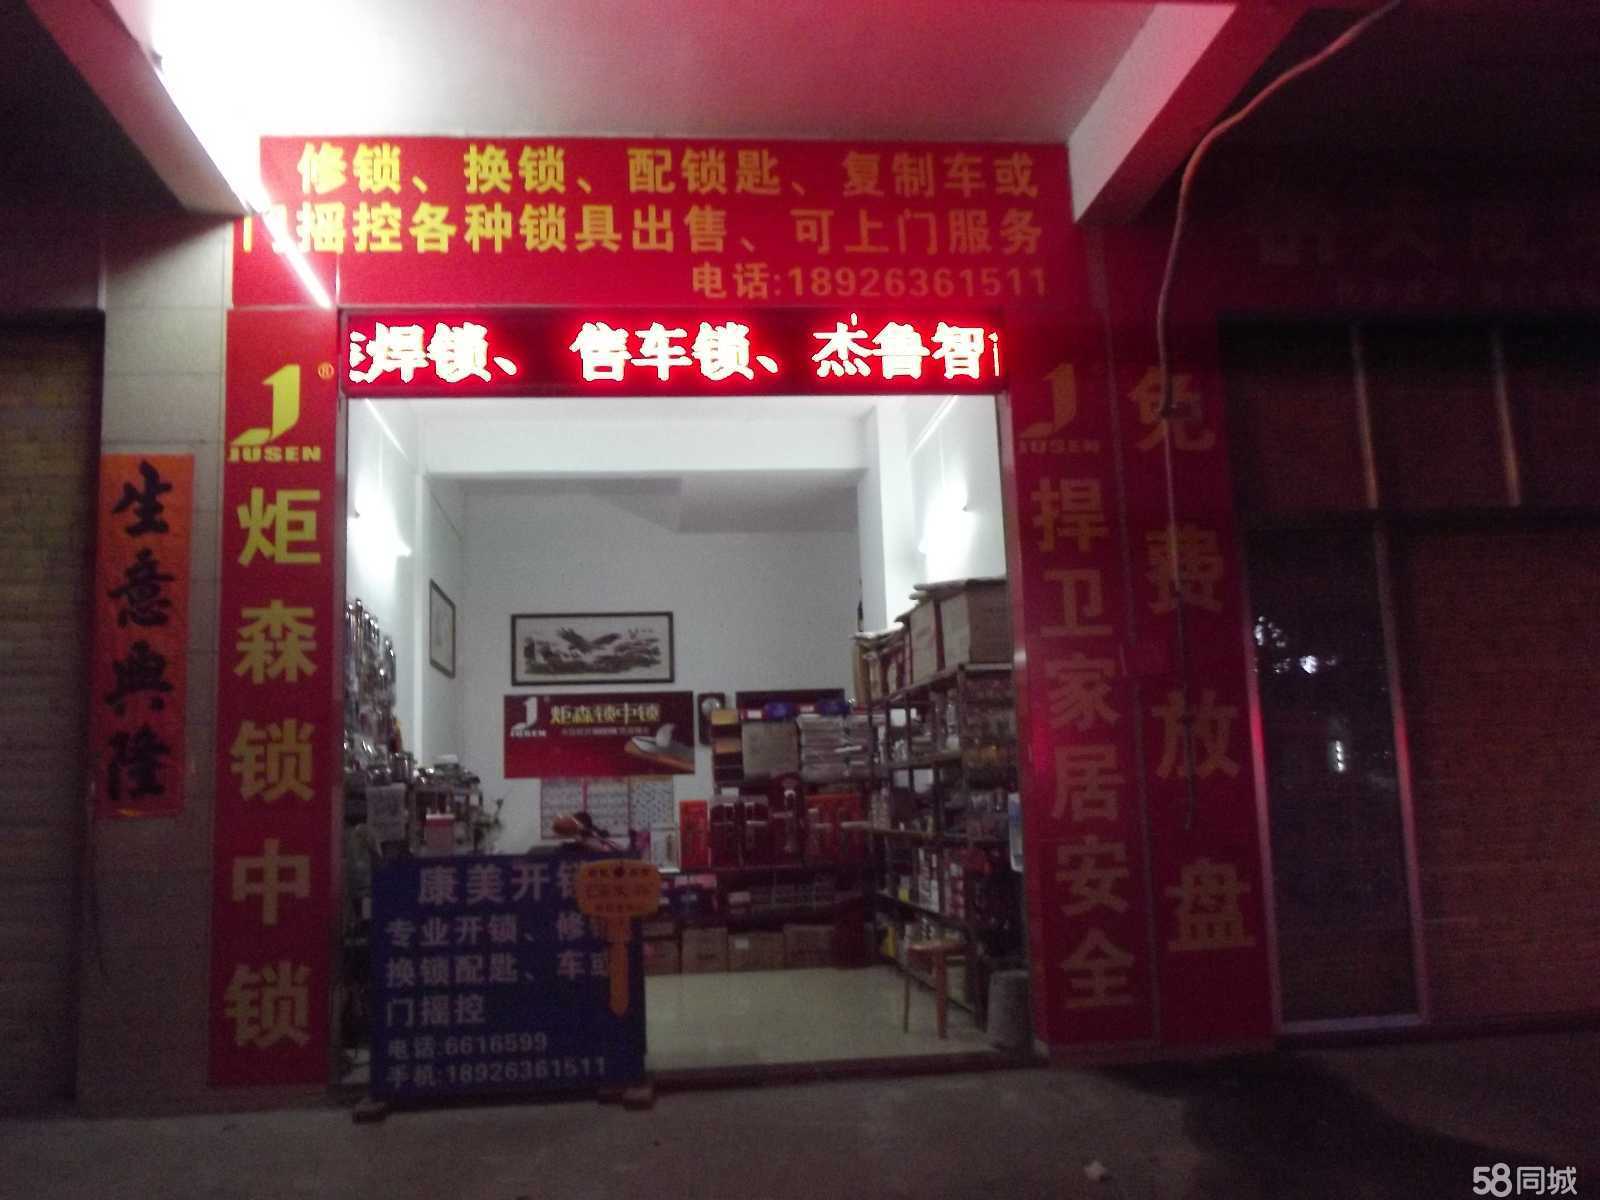 修锁、换锁、配锁匙、复制车或
门摇控各种锁具出售、可上门服务
电话:18926361511
焊锁、售车锁、杰鲁智
JUSEN
炬森锁中锁
JUSEN
捍卫家居安全
免费放盘
生意興隆
JUSEN
炬森锁中锁
康美开锁
专业开锁、修
换锁配匙、车或
门摇控
电话:6616599
手机:18926361511
58同城